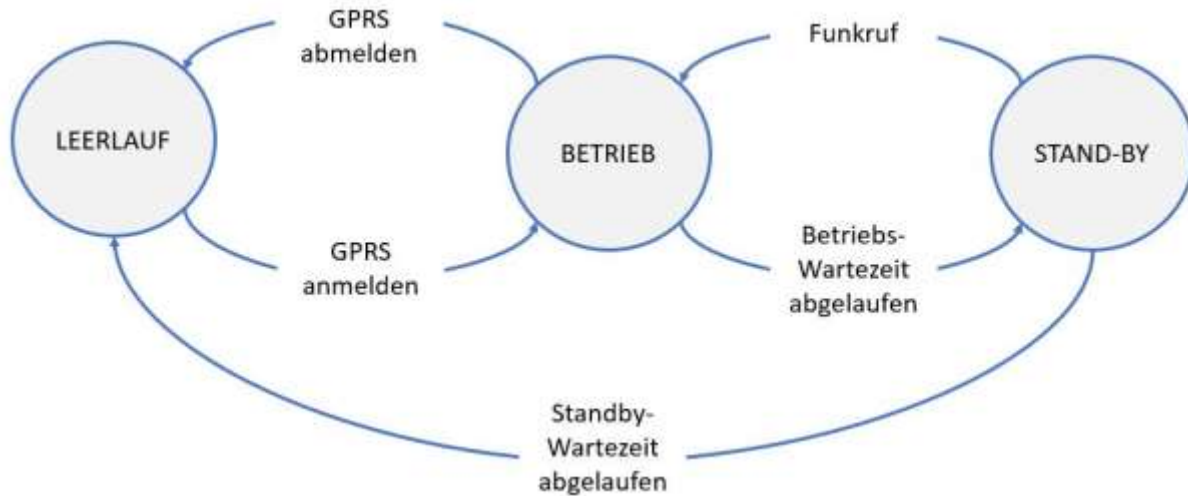 GPRS
abmelden
Funkruf
LEERLAUF
BETRIEB
STAND-BY
GPRS
anmelden
Betriebs-
Wartezeit
abgelaufen
Standby-
Wartezeit
abgelaufen